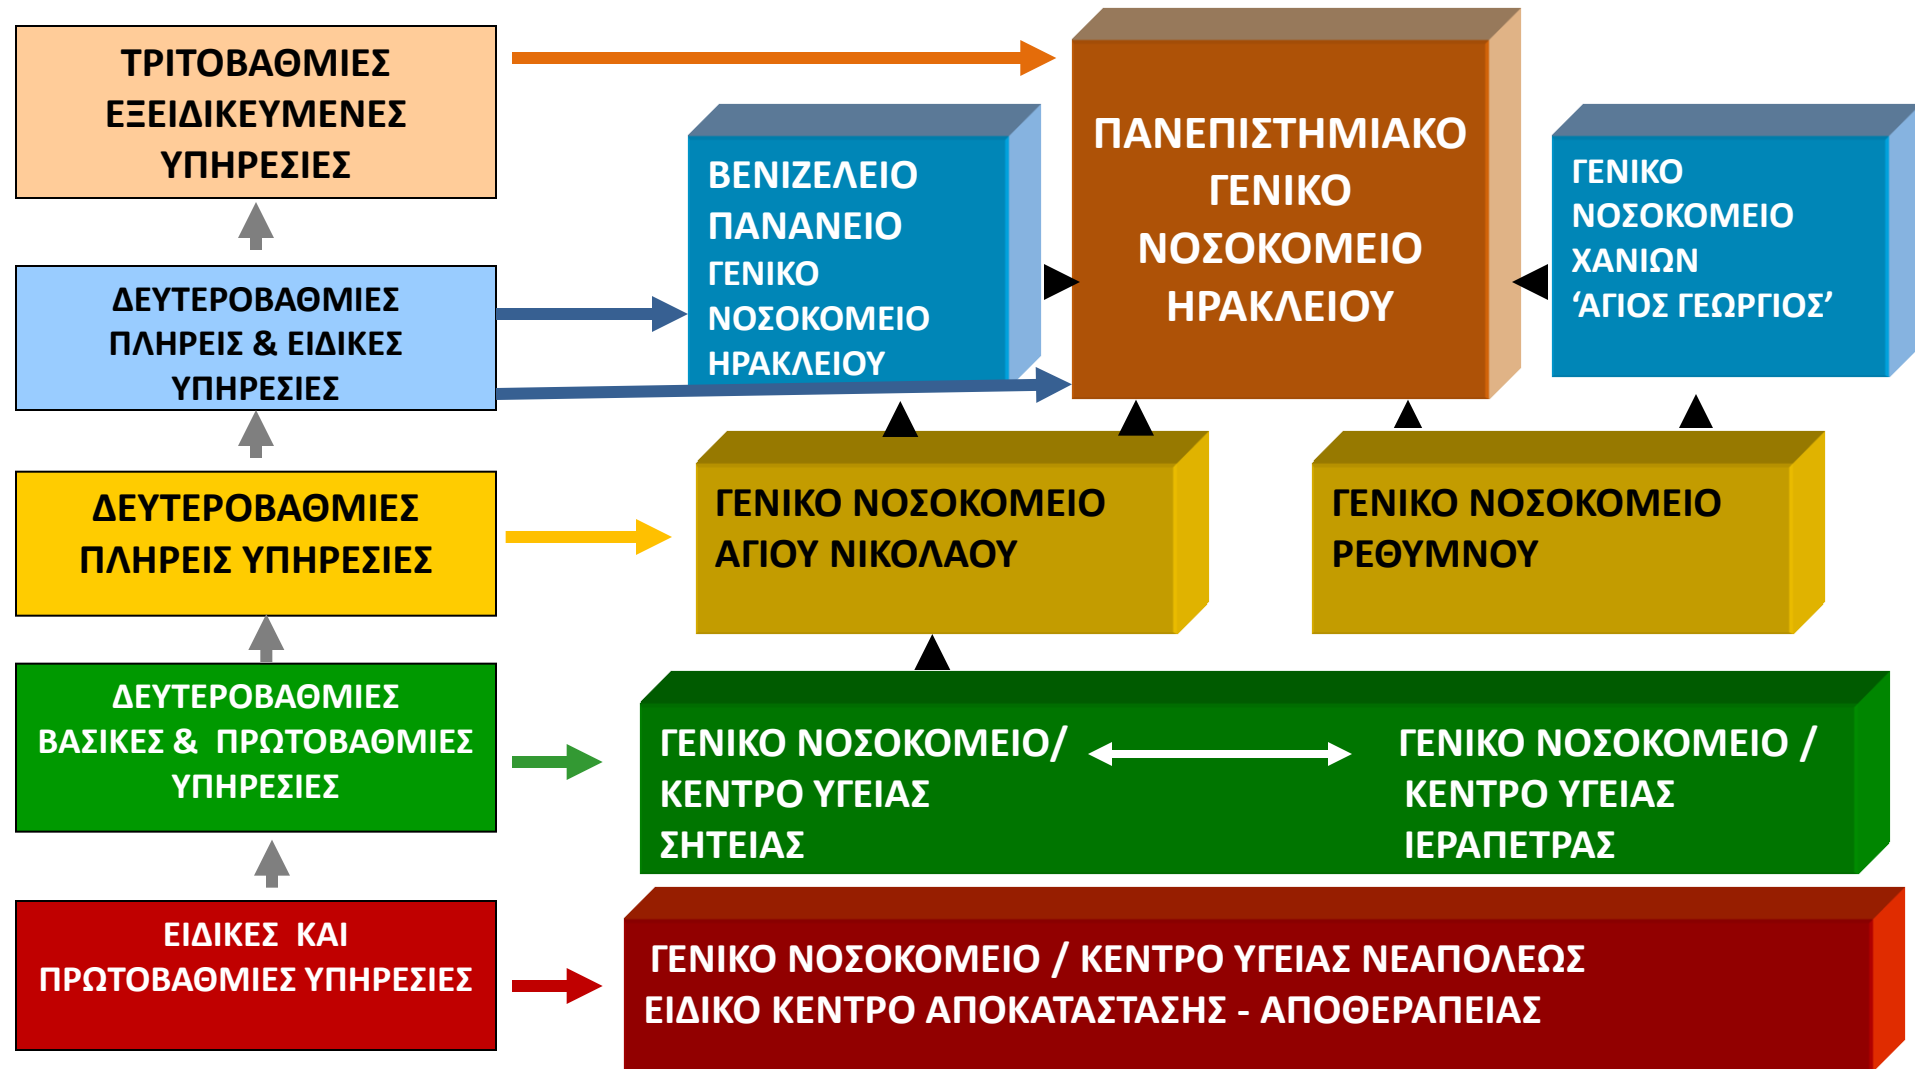 ΤΡΙΤΟΒΑΘΜΙΕΣ
ΕΞΕΙΔΙΚΕΥΜΕΝΕΣ
ΥΠΗΡΕΣΙΕΣ
ΔΕΥΤΕΡΟΒΑΘΜΙΕΣ
ΠΛΗΡΕΙΣ & ΕΙΔΙΚΕΣ
ΥΠΗΡΕΣΙΕΣ
ΔΕΥΤΕΡΟΒΑΘΜΙΕΣ
ΠΛΗΡΕΙΣ ΥΠΗΡΕΣΙΕΣ
ΔΕΥΤΕΡΟΒΑΘΜΙΕΣ
ΒΑΣΙΚΕΣ & ΠΡΩΤΟΒΑΘΜΙΕΣ
ΥΠΗΡΕΣΙΕΣ
ΕΙΔΙΚΕΣ ΚΑΙ
ΠΡΩΤΟΒΑΘΜΙΕΣ ΥΠΗΡΕΣΙΕΣ
ΒΕΝΙΖΕΛΕΙΟ
ΠΑΝΑΝΕΙΟ
ΓΕΝΙΚΟ
ΝΟΣΟΚΟΜΕΙΟ
ΗΡΑΚΛΕΙΟΥ
ΠΑΝΕΠΙΣΤΗΜΙΑΚΟ
ΓΕΝΙΚΟ
ΝΟΣΟΚΟΜΕΙΟ
ΗΡΑΚΛΕΙΟΥ
ΓΕΝΙΚΟ
ΝΟΣΟΚΟΜΕΙΟ
ΧΑΝΙΩΝ
‘ΑΓΙΟΣ ΓΕΩΡΓΙΟΣ’
ΓΕΝΙΚΟ ΝΟΣΟΚΟΜΕΙΟ
ΑΓΙΟΥ ΝΙΚΟΛΑΟΥ
ΓΕΝΙΚΟ ΝΟΣΟΚΟΜΕΙΟ
ΡΕΘΥΜΝΟΥ
ΓΕΝΙΚΟ ΝΟΣΟΚΟΜΕΙΟ/
ΚΕΝΤΡΟ ΥΓΕΙΑΣ
ΣΗΤΕΙΑΣ
ΓΕΝΙΚΟ ΝΟΣΟΚΟΜΕΙΟ /
ΚΕΝΤΡΟ ΥΓΕΙΑΣ
ΙΕΡΑΠΕΤΡΑΣ
ΓΕΝΙΚΟ ΝΟΣΟΚΟΜΕΙΟ / ΚΕΝΤΡΟ ΥΓΕΙΑΣ ΝΕΑΠΟΛΕΩΣ
ΕΙΔΙΚΟ ΚΕΝΤΡΟ ΑΠΟΚΑΤΑΣΤΑΣΗΣ - ΑΠΟΘΕΡΑΠΕΙΑΣ